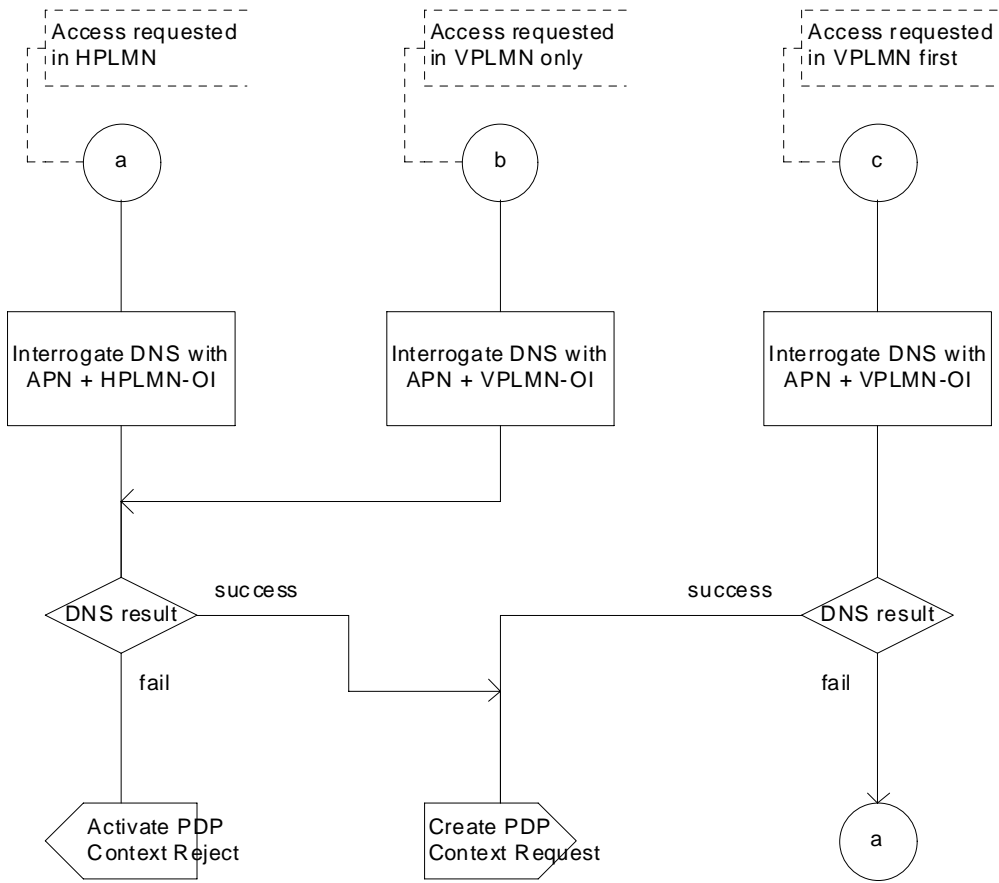 Access requested
in HPLMN
Access requested
in VPLMN only
Access requested
in VPLMN first
a
b
c
Interrogate DNS with
APN + HPLMN-OI
Interrogate DNS with
APN + VPLMN-OI
Interrogate DNS with
APN + VPLMN-OI
DNS result
success
success
DNS result
fail
fail
Activate PDP
Context Reject
Create PDP
Context Request
a